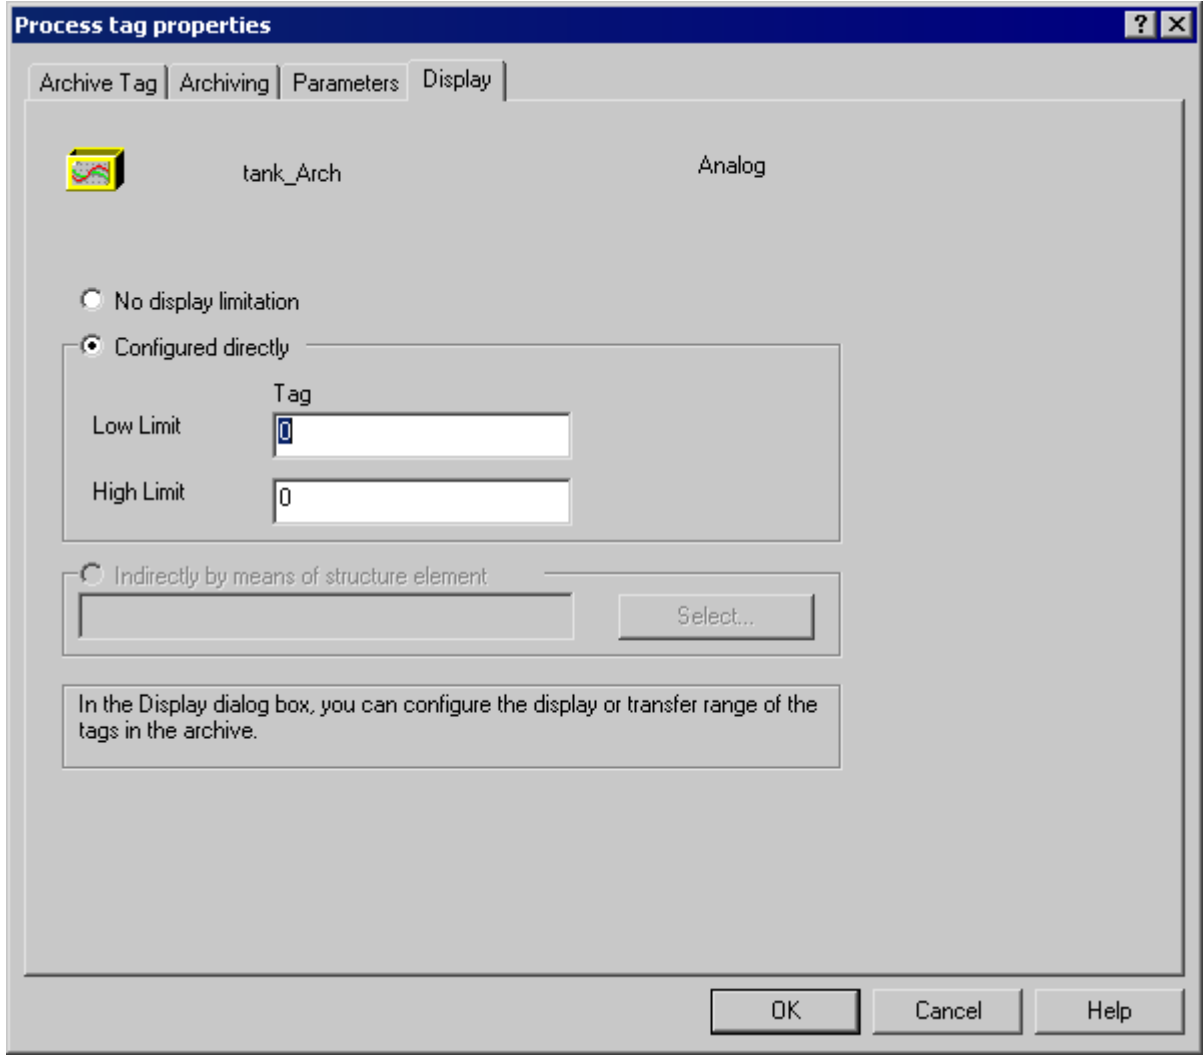 Process tag properties
Archive Tag Archiving Parameters Display
tank_Arch Analog
No display limitation
Configured directly
Tag
Low Limit 0
High Limit 0
Indirectly by means of structure element
Select...
In the Display dialog box, you can configure the display or transfer range of the
tags in the archive.
OK Cancel Help